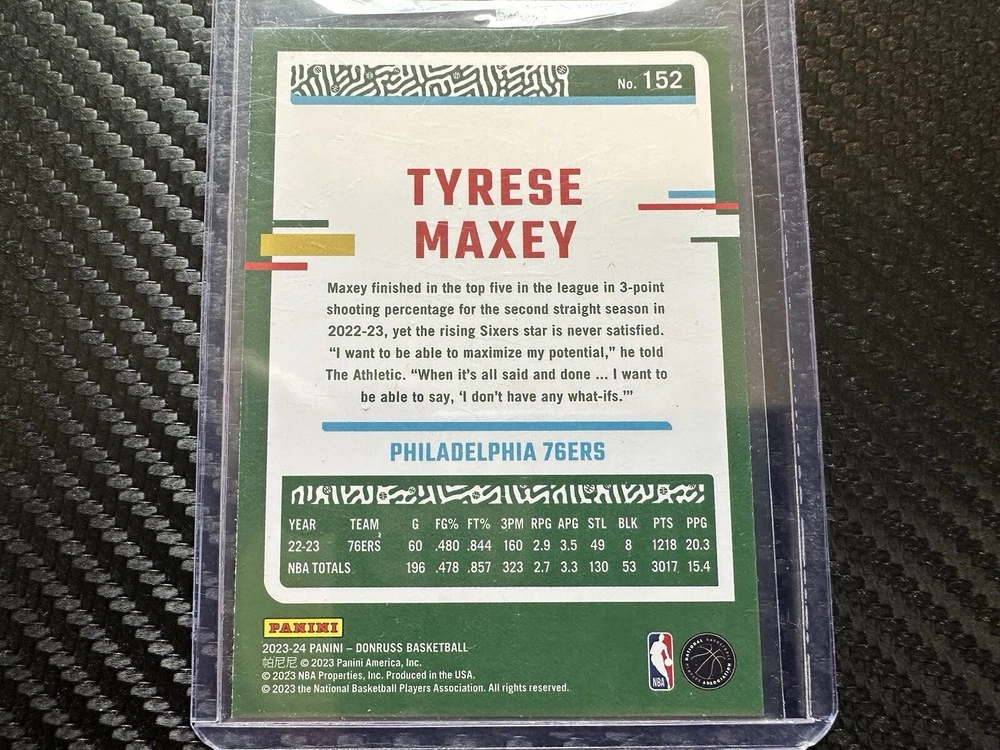 No. 152
TYRESE
MAXEY
Maxey finished in the top five in the league in 3-point
shooting percentage for the second straight season in
2022-23, yet the rising Sixers star is never satisfied.
“I want to be able to maximize my potential,” he told
The Athletic. “When it's all said and done ... I want to
be able to say, ‘I don't have any what-ifs.’”
PHILADELPHIA 76ERS
YEAR TEAM G FG% FT% 3PM RPG APG STL BLK PTS PPG
22-23 76ERS 60 .480 .844 160 2.9 3.5 49 8 1218 20.3
NBA TOTALS 196 .478 .857 323 2.7 3.3 130 53 3017 15.4
PANINI
2023-24 PANINI – DONRUSS BASKETBALL
帕尼尼 © 2023 Panini America, Inc.
© 2023 NBA Properties, Inc. Produced in the USA.
© 2023 the National Basketball Players Association. All rights reserved.
NBA